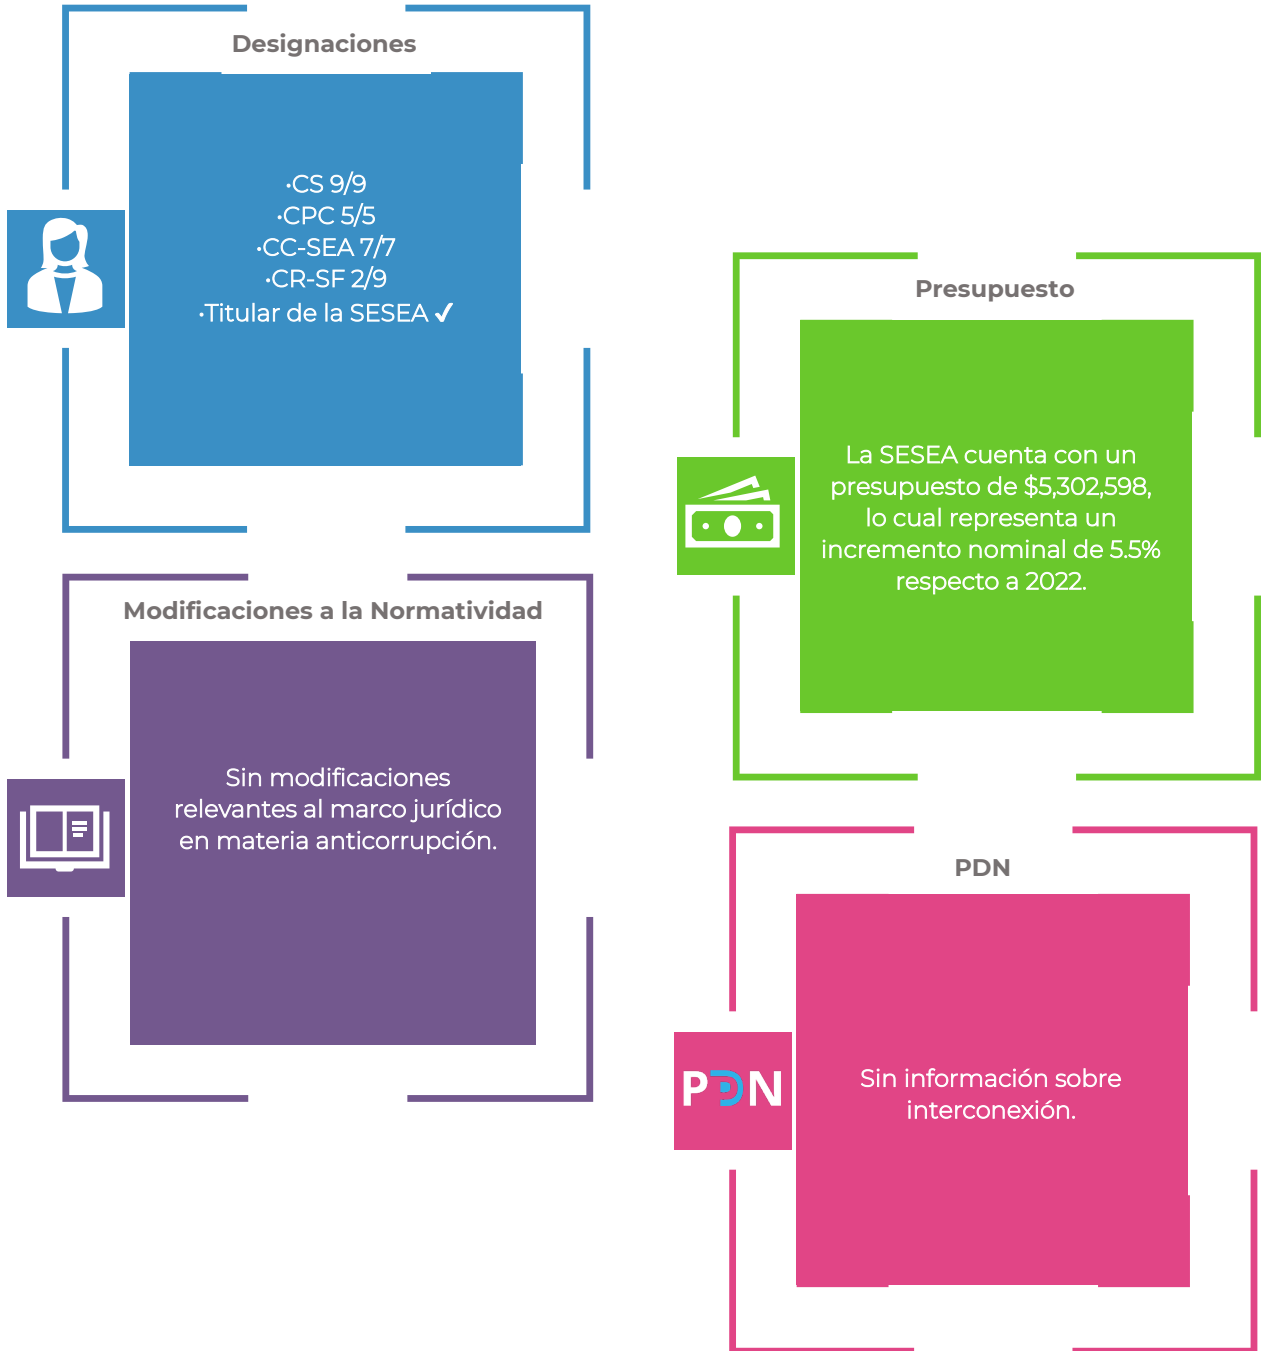 Designaciones
•CS 9/9
•CPC 5/5
•CC-SEA 7/7
•CR-SF 2/9
•Titular de la SESEA ✓
Presupuesto
La SESEA cuenta con un
presupuesto de $5,302,598,
lo cual representa un
incremento nominal de 5.5%
respecto a 2022.
Modificaciones a la Normatividad
Sin modificaciones
relevantes al marco jurídico
en materia anticorrupción.
PDN
PDN
Sin información sobre
interconexión.